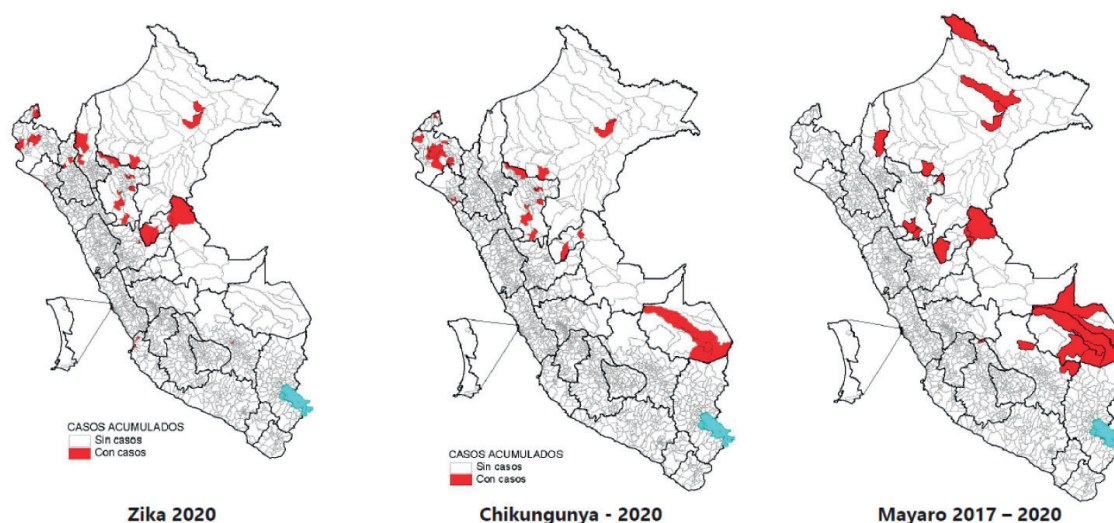 CASOS ACUMULADOS
Sin casos
Con casos
Zika 2020
CASOS ACUMULADOS
Sin casos
Con casos
Chikungunya - 2020
Mayaro 2017 – 2020